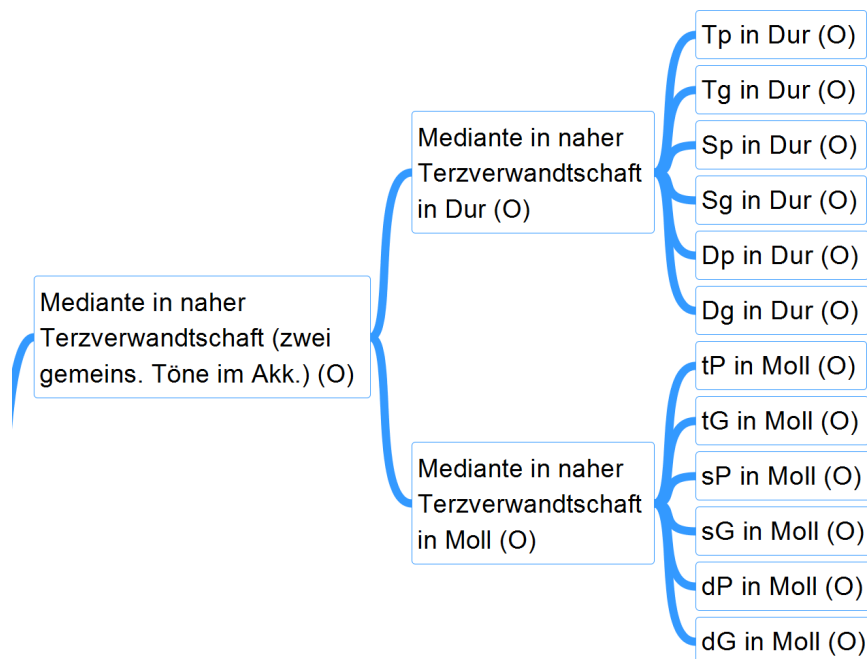 Mediante in naher
Terzverwandtschaft (zwei
gemeins. Töne im Akk.) (O)
Mediante in naher
Terzverwandtschaft
in Dur (O)
Tp in Dur (O)
Tg in Dur (O)
Sp in Dur (O)
Sg in Dur (O)
Dp in Dur (O)
Dg in Dur (O)
Mediante in naher
Terzverwandtschaft
in Moll (O)
tP in Moll (O)
tG in Moll (O)
sP in Moll (O)
sG in Moll (O)
dP in Moll (O)
dG in Moll (O)